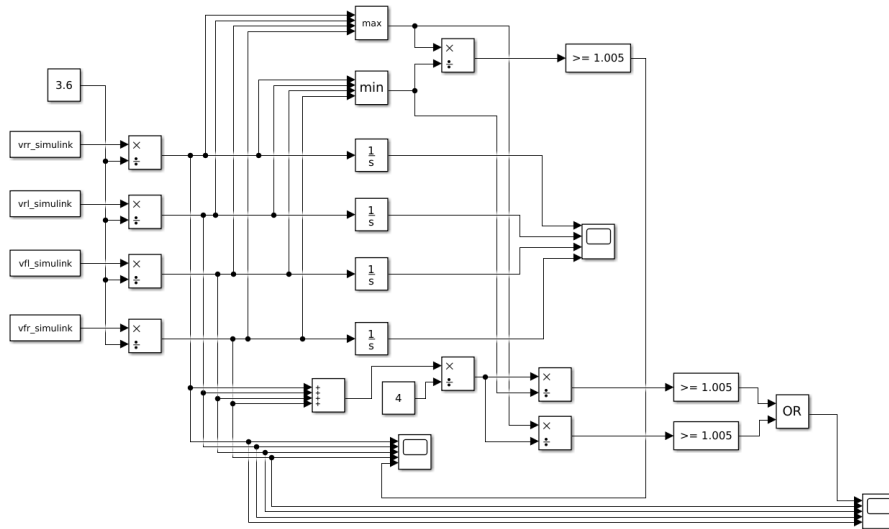 max
× ÷
>= 1.005
3.6
min
vrr_simulink
× ÷
1
s
vrl_simulink
× ÷
1
s
vfl_simulink
× ÷
1
s
vfr_simulink
× ÷
1
s
× ÷
4
+
+
+
+
× ÷
>= 1.005
OR
× ÷
>= 1.005